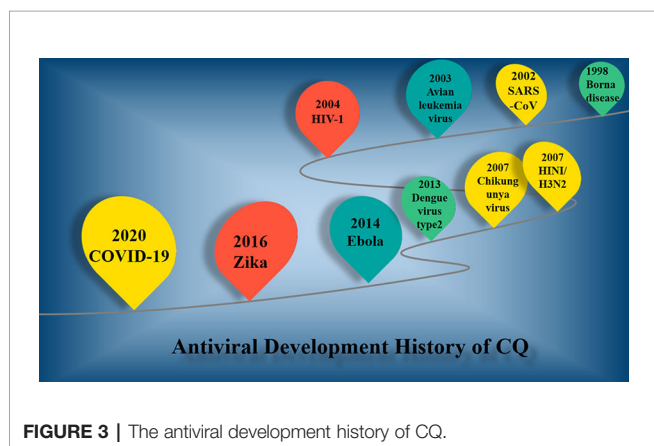 2004
HIV-1
2003
Avian
leukemia
virus
2002
SARS
-CoV
1998
Borna
disease
2020
COVID-19
2016
Zika
2014
Ebola
2013
Dengue
virus
type2
2007
Chikung
unya
virus
2007
HINI/
H3N2
Antiviral Development History of CQ
FIGURE 3 | The antiviral development history of CQ.